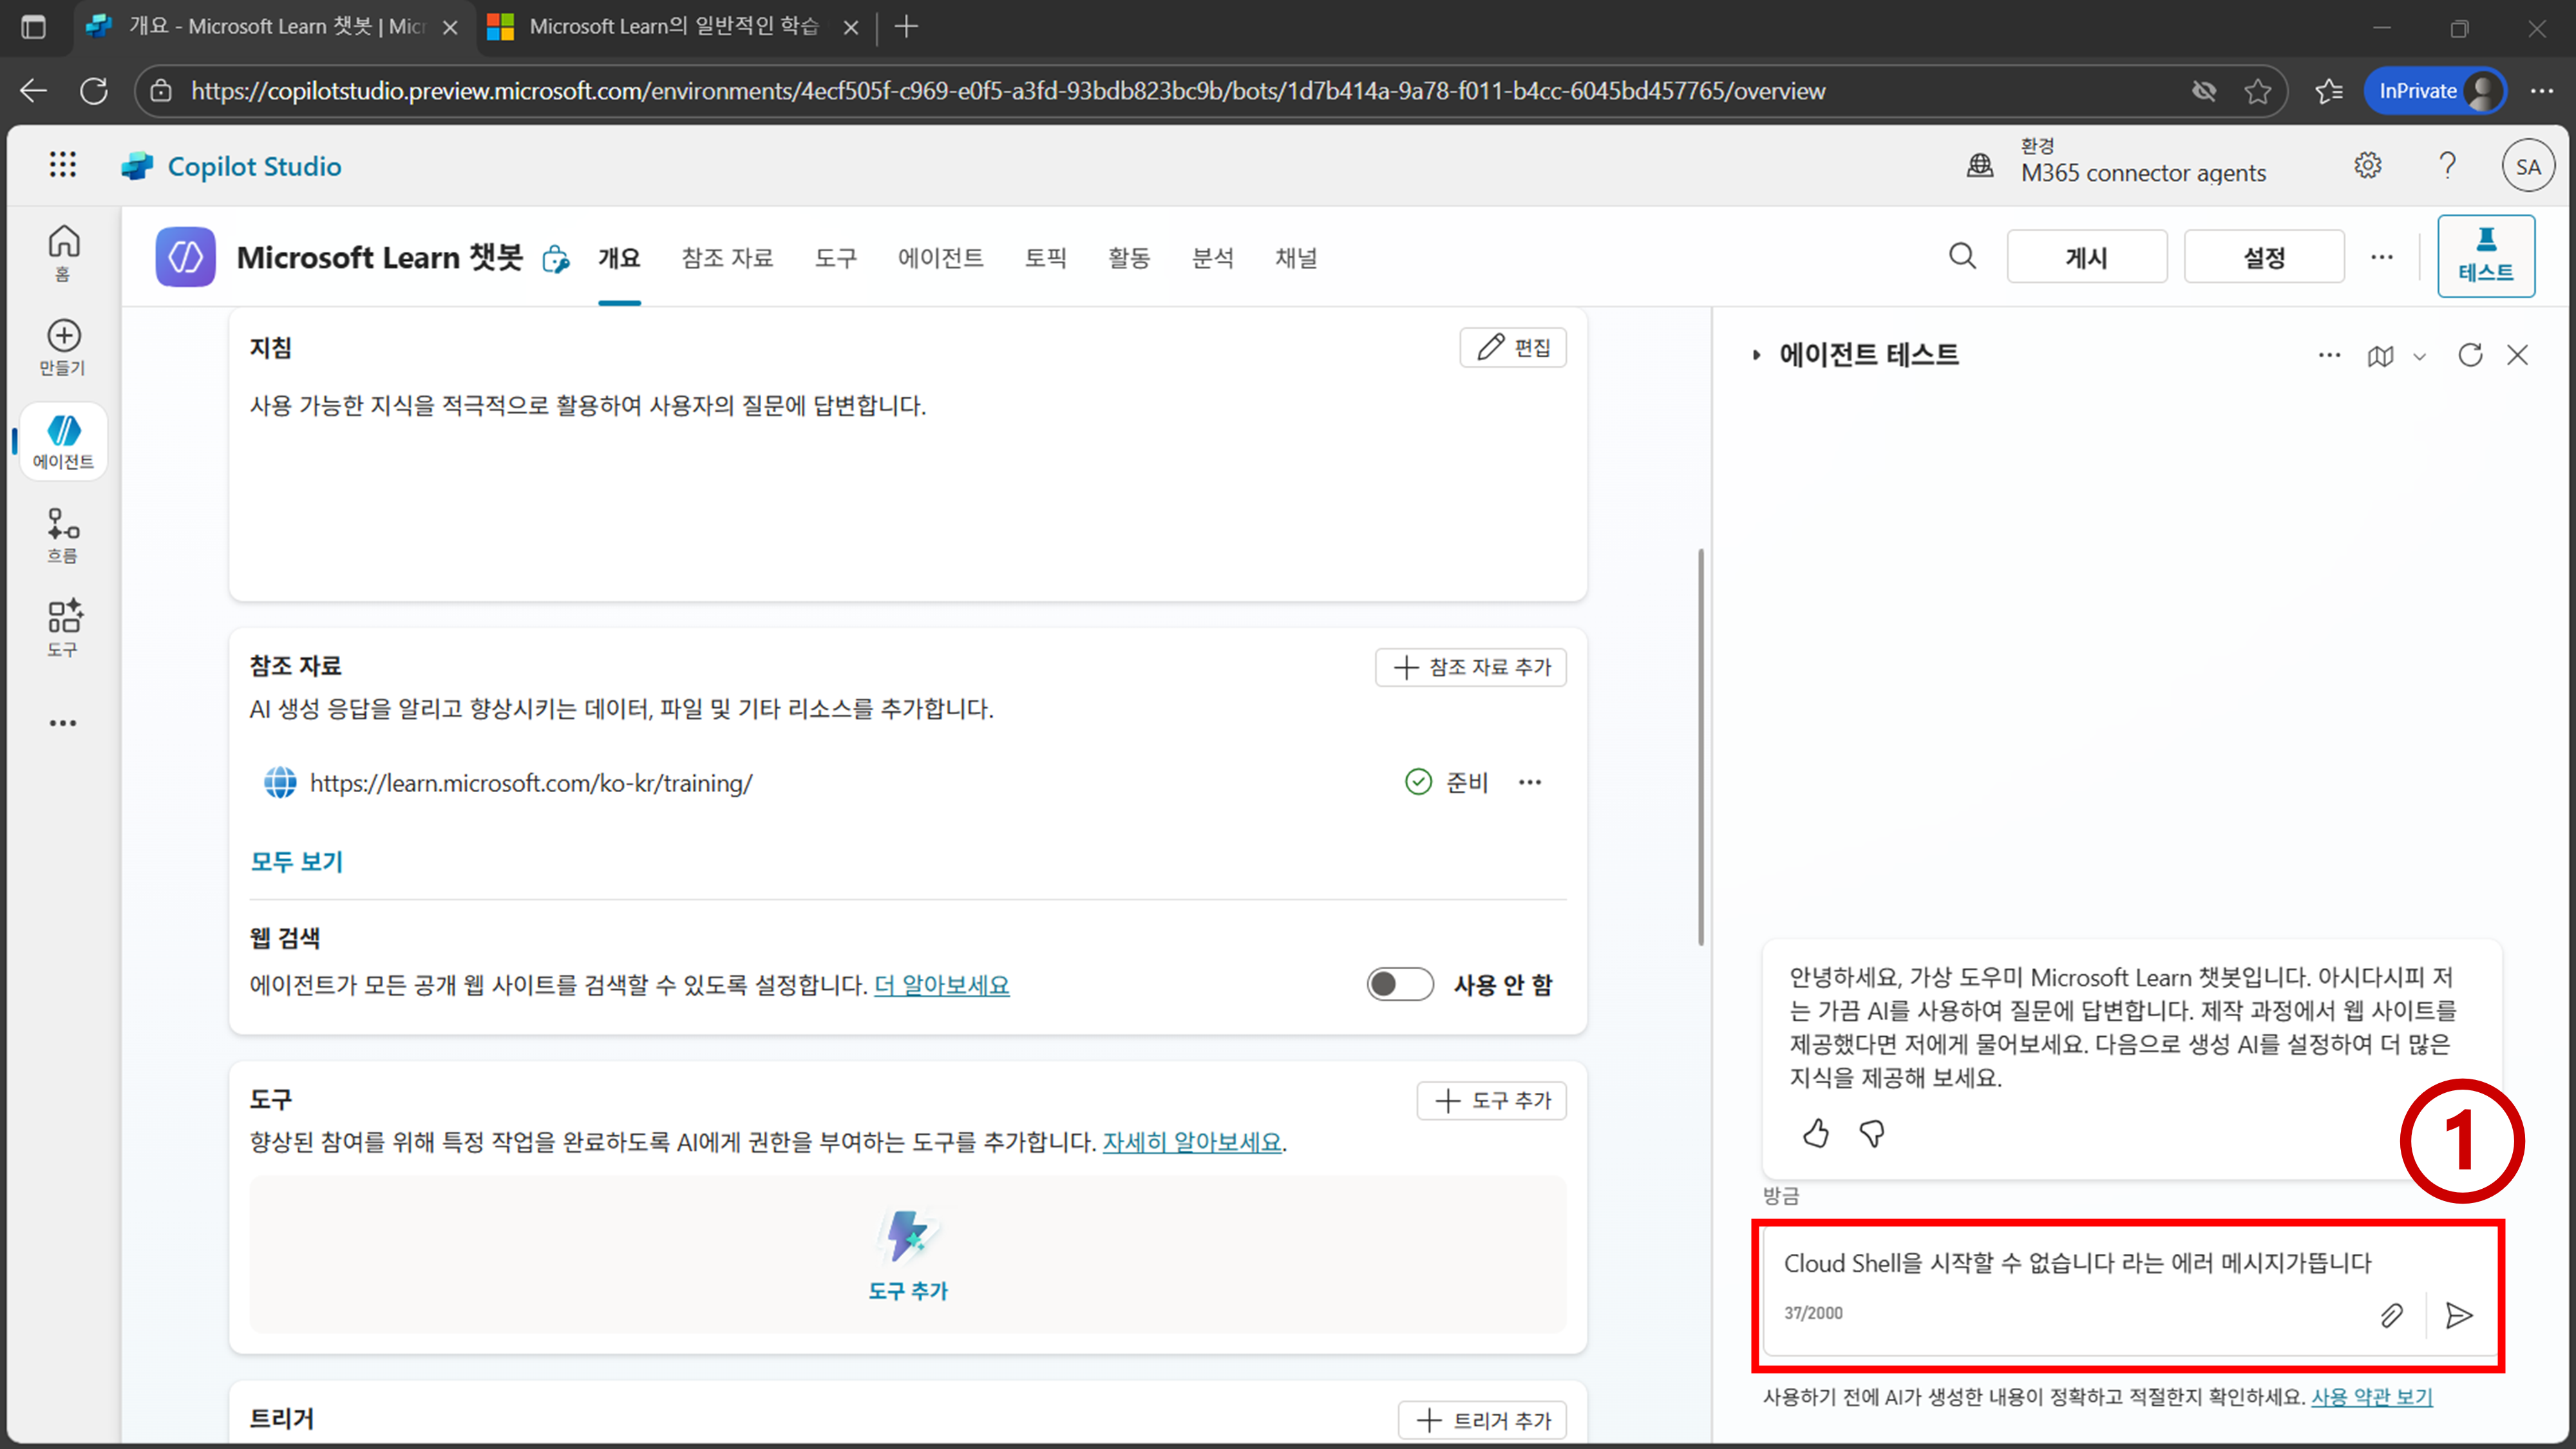 개요 - Microsoft Learn 챗봇 | Micr
Microsoft Learn의 일반적인 학습
https://copilotstudio.preview.microsoft.com/environments/4ecf505f-c969-e0f5-a3fd-93bdb823bc9b/bots/1d7b414a-9a78-f011-b4cc-6045bd457765/overview
InPrivate
Copilot Studio
환경
M365 connector agents
SA
홈
만들기
에이전트
흐름
도구
Microsoft Learn 챗봇
개요
참조 자료
도구
에이전트
토픽
활동
분석
채널
게시
설정
테스트
지침
편집
사용 가능한 지식을 적극적으로 활용하여 사용자의 질문에 답변합니다.
참조 자료
참조 자료 추가
AI 생성 응답을 알리고 향상시키는 데이터, 파일 및 기타 리소스를 추가합니다.
https://learn.microsoft.com/ko-kr/training/
준비
모두 보기
웹 검색
에이전트가 모든 공개 웹 사이트를 검색할 수 있도록 설정합니다. 더 알아보세요
사용 안 함
도구
도구 추가
향상된 참여를 위해 특정 작업을 완료하도록 AI에게 권한을 부여하는 도구를 추가합니다. 자세히 알아보세요.
도구 추가
트리거
트리거 추가
에이전트 테스트
안녕하세요, 가상 도우미 Microsoft Learn 챗봇입니다. 아시다시피 저
는 가끔 AI를 사용하여 질문에 답변합니다. 제작 과정에서 웹 사이트를
제공했다면 저에게 물어보세요. 다음으로 생성 AI를 설정하여 더 많은
지식을 제공해 보세요.
1
방금
Cloud Shell을 시작할 수 없습니다 라는 에러 메시지가뜹니다
37/2000
사용하기 전에 AI가 생성한 내용이 정확하고 적절한지 확인하세요. 사용 약관 보기